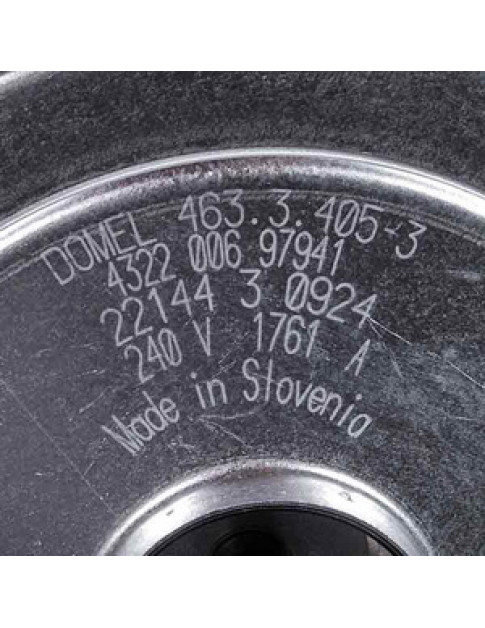 DOMEL 463.3.405-3
4322 006 97941
22144 3 0924
240 V 1761 A
Made in Slovenia